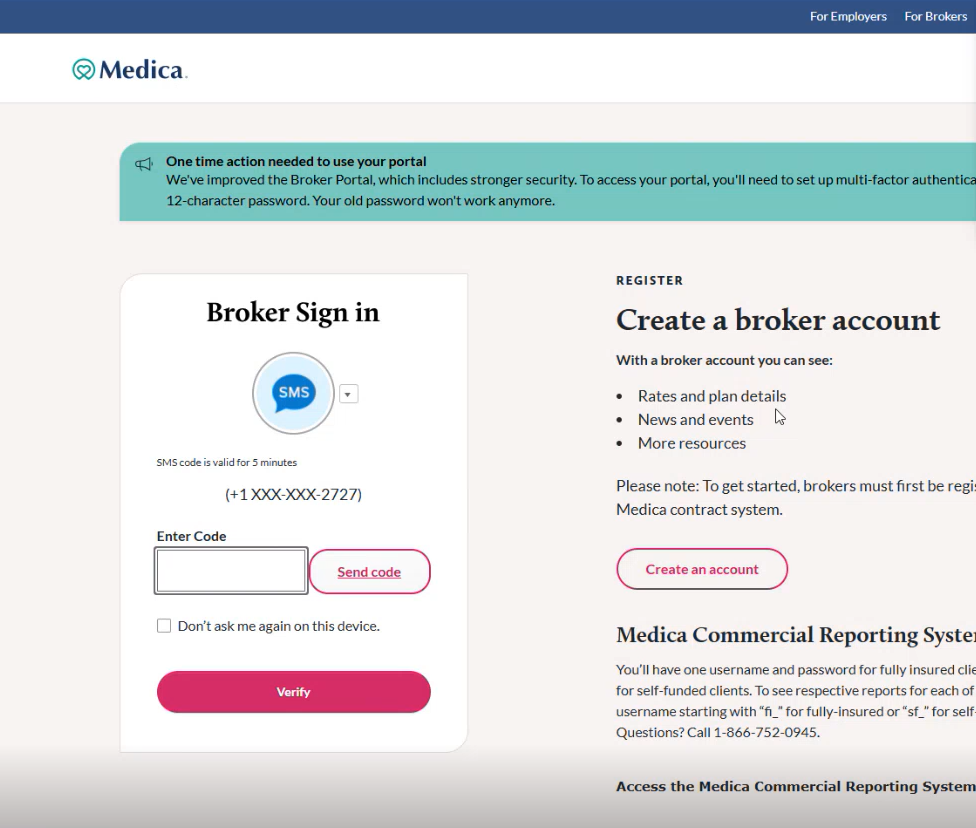 For Employers For Brokers
Medica.
One time action needed to use your portal
We've improved the Broker Portal, which includes stronger security. To access your portal, you'll need to set up multi-factor
12-character password. Your old password won't work anymore.
Broker Sign in
SMS
SMS code is valid for 5 minutes
(+1 XXX-XXX-2727)
Enter Code
Send code
Don't ask me again on this device.
Verify
REGISTER
Create a broker account
With a broker account you can see:
• Rates and plan details
• News and events
• More resources
Please note: To get started, brokers must first be
Medica contract system.
Create an account
Medica Commercial Reporting
You'll have one username and password for fully insured
for self-funded clients. To see respective reports for each of
username starting with “fi_” for fully-insured or “sf_” for
Questions? Call 1-866-752-0945.
Access the Medica Commercial Reporting System